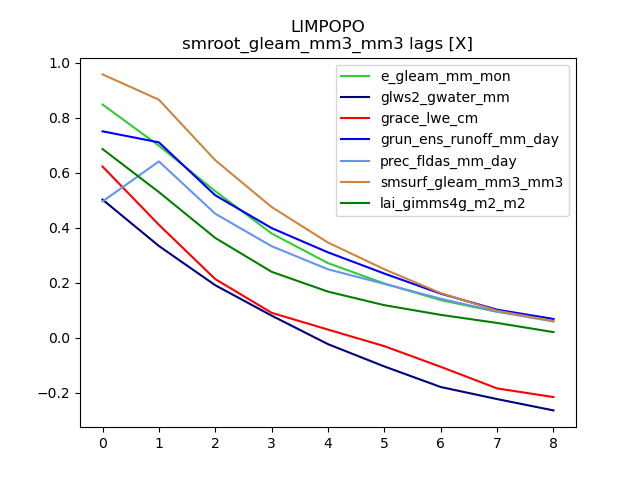 LIMPOPO
smroot_gleam_mm3_mm3 lags [X]
1.0
0.8
0.6
0.4
0.2
0.0
−0.2
e_gleam_mm_mon
glws2_gwater_mm
grace_lwe_cm
grun_ens_runoff_mm_day
prec_fldas_mm_day
smsurf_gleam_mm3_mm3
lai_gimms4g_m2_m2
0 1 2 3 4 5 6 7 8